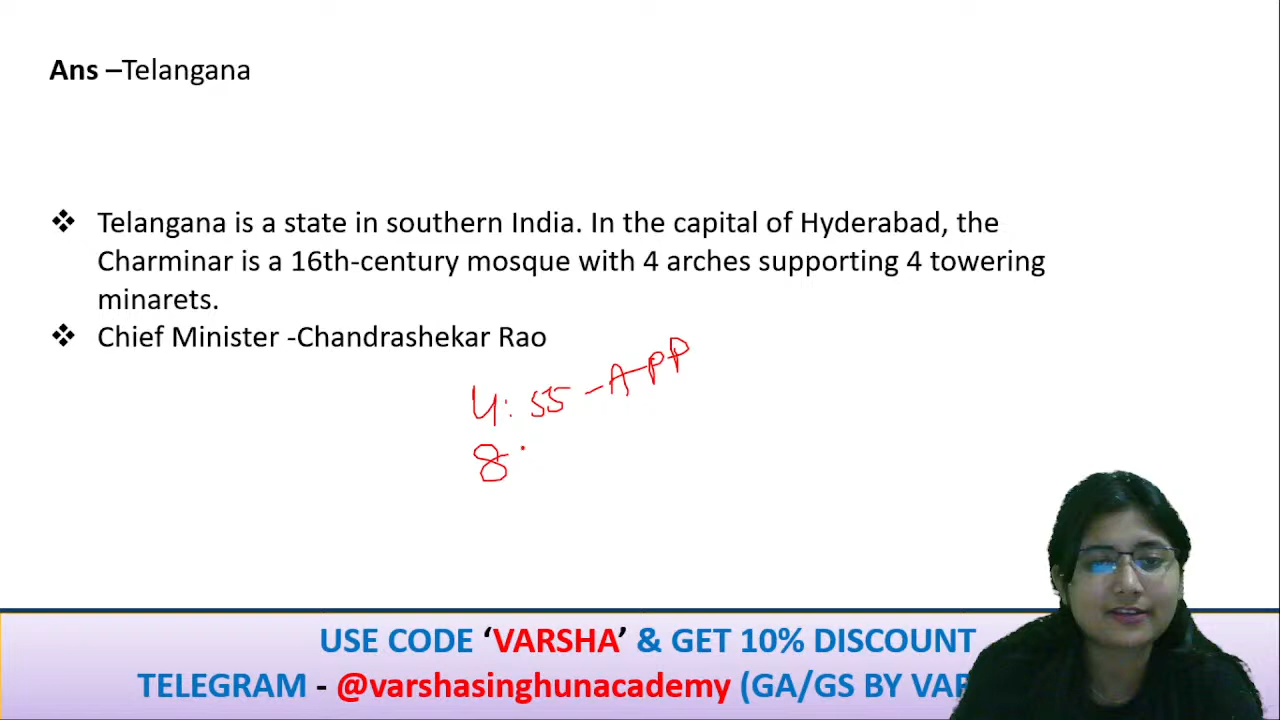 Ans –Telangana
❖ Telangana is a state in southern India. In the capital of Hyderabad, the
Charminar is a 16th-century mosque with 4 arches supporting 4 towering
minarets.
❖ Chief Minister -Chandrashekar Rao
4:55 -APP
8
USE CODE ‘VARSHA’ & GET 10% DISCOUNT
TELEGRAM - @varshasinghunacademy (GA/GS BY VAR